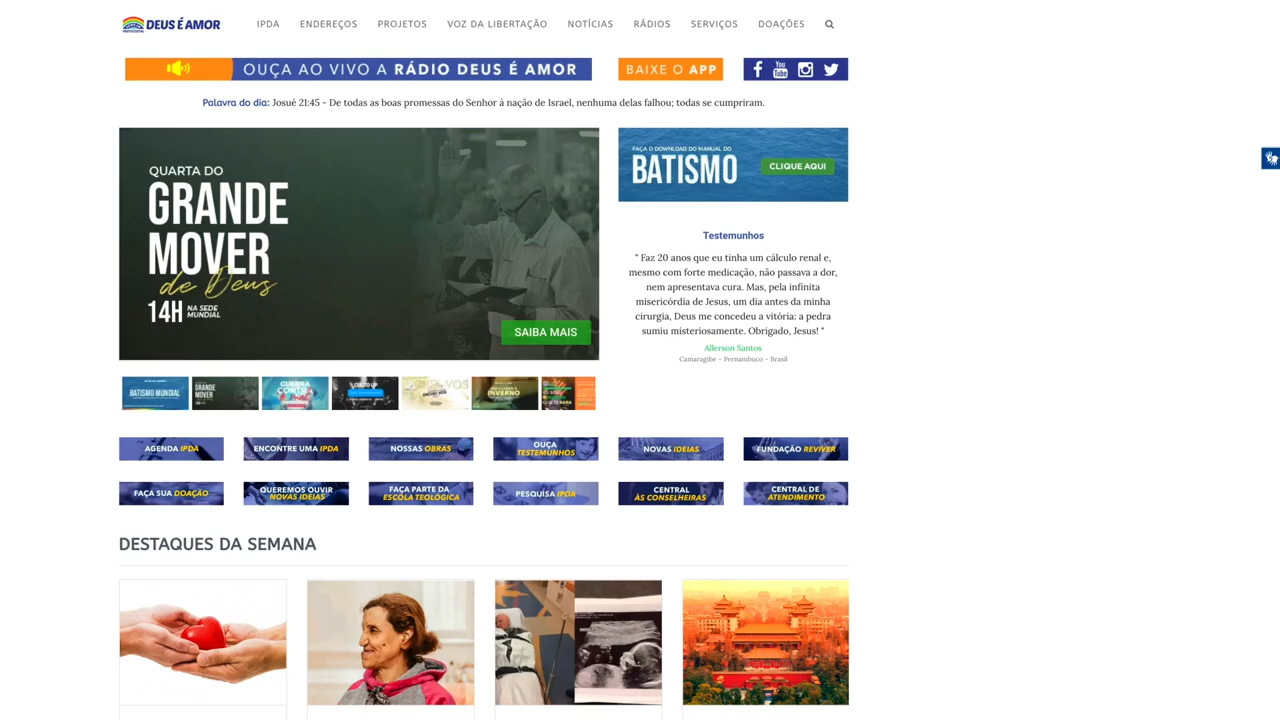 DEUS É AMOR
PENTECOSTAL
IPDA
ENDEREÇOS
PROJETOS
VOZ DA LIBERTAÇÃO
NOTÍCIAS
RÁDIOS
SERVIÇOS
DOAÇÕES
OUÇA AO VIVO A RÁDIO DEUS É AMOR
BAIXE O APP
You
Tube
Palavra do dia: Josué 21:45 - De todas as boas promessas do Senhor à nação de Israel, nenhuma delas falhou; todas se cumpriram.
QUARTA DO
GRANDE
MOVER
de Deus
14H NA SEDE
MUNDIAL
SAIBA MAIS
FAÇA O DOWNLOAD DO MANUAL DO
BATISMO
CLIQUE AQUI
Testemunhos
" Faz 20 anos que eu tinha um cálculo renal e,
mesmo com forte medicação, não passava a dor,
nem apresentava cura. Mas, pela infinita
misericórdia de Jesus, um dia antes da minha
cirurgia, Deus me concedeu a vitória: a pedra
sumiu misteriosamente. Obrigado, Jesus! "
Allerson Santos
Camaragibe – Pernambuco – Brasil
BATISMO MUNDIAL
GRANDE
MOVER
GUERRA
CONTRA
CULTO UP
INVERNO
AGENDA IPDA
ENCONTRE UMA IPDA
NOSSAS OBRAS
OUÇA
TESTEMUNHOS
NOVAS IDEIAS
FUNDAÇÃO REVIVER
FAÇA SUA DOAÇÃO
QUEREMOS OUVIR
NOVAS IDEIAS
FAÇA PARTE DA
ESCOLA TEOLÓGICA
PESQUISA IPDA
CENTRAL
ÀS CONSELHEIRAS
CENTRAL DE
ATENDIMENTO
DESTAQUES DA SEMANA